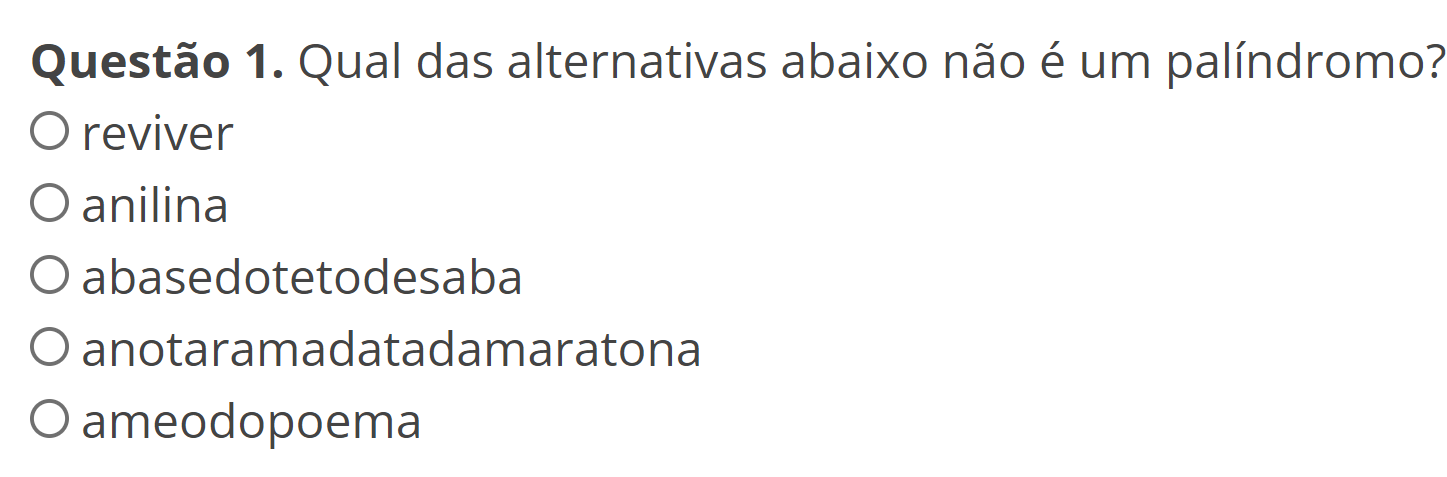 Questão 1. Qual das alternativas abaixo não é um palíndromo?
reviver
anilina
abasedotetodesaba
anotaramadatadamaratona
ameodopoema